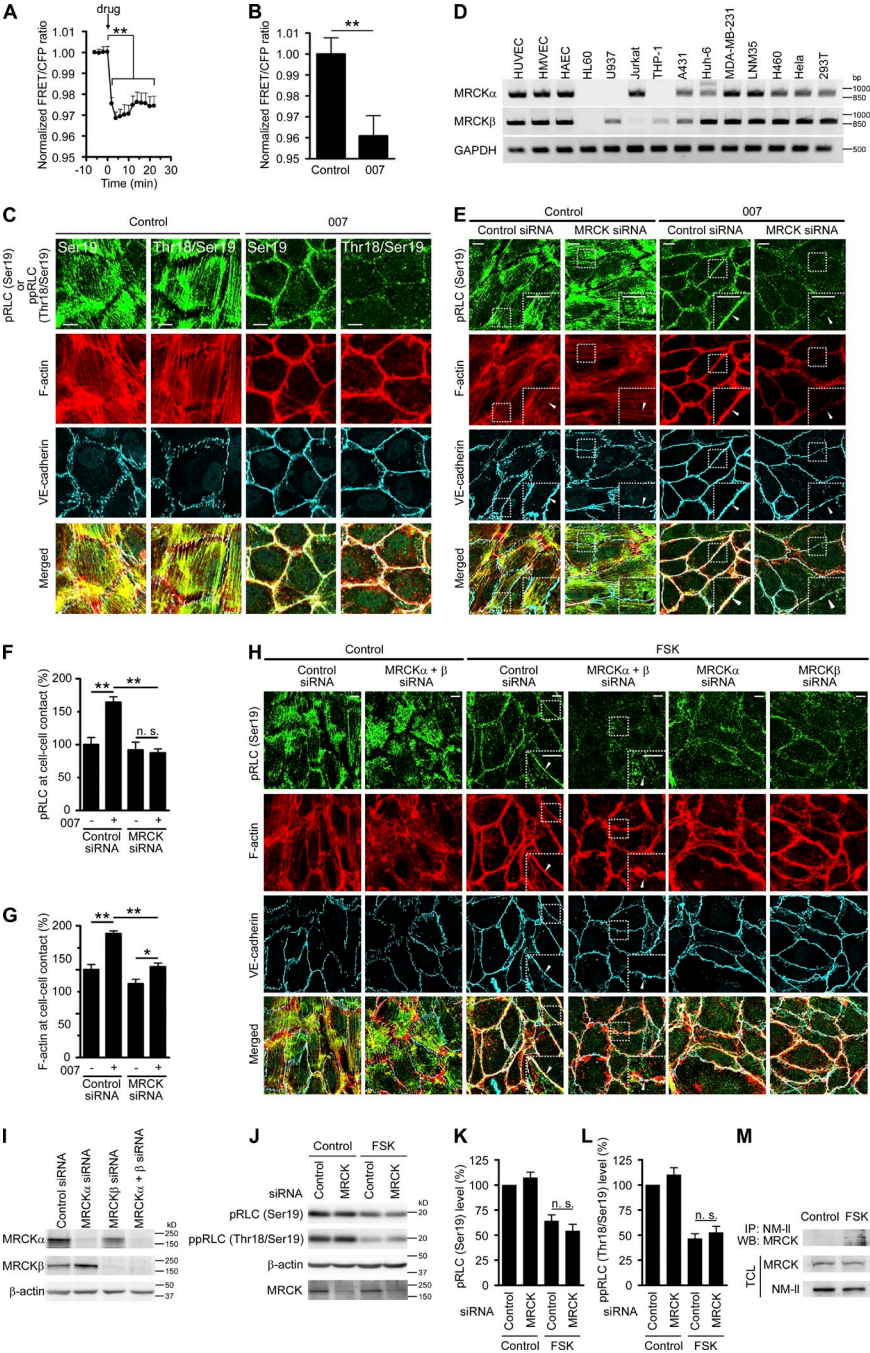 A
drug
**
Normalized FRET/CFP ratio
1.01
1.00
0.99
0.98
0.97
0.96
0.95
-10 0 10 20 30
Time (min)
B
**
Normalized FRET/CFP ratio
1.01
1.00
0.99
0.98
0.97
0.96
0.95
Control 007
D
HUVEC
HMVEC
HAEC
HL60
U937
Jurkat
THP-1
A431
Huh-6
MDA-MB-231
LNM35
H460
Hela
293T
bp
MRCKα
1000
850
MRCKβ
1000
850
GAPDH
500
C
Control 007
Ser19 Thr18/Ser19 Ser19 Thr18/Ser19
pRLC (Ser19)
or
ppRLC
(Thr18/Ser19)
F-actin
VE-cadherin
Merged
E
Control 007
Control siRNA MRCK siRNA Control siRNA MRCK siRNA
pRLC (Ser19)
F-actin
VE-cadherin
Merged
F
pRLC at cell-cell contact (%)
200
150
100
50
0
** **
n. s.
007 - + - +
Control
siRNA
MRCK
siRNA
G
F-actin at cell-cell contact (%)
200
150
100
150
0
** **
*
007 - + - +
Control
siRNA
MRCK
siRNA
H
Control FSK
Control
siRNA
MRCKα + β
siRNA
Control
siRNA
MRCKα + β
siRNA
MRCKα
siRNA
MRCKβ
siRNA
pRLC (Ser19)
F-actin
VE-cadherin
Merged
I
Control siRNA
MRCKα siRNA
MRCKβ siRNA
MRCKα + β siRNA
kD
MRCKα
250
150
MRCKβ
250
150
β-actin
50
37
J
Control FSK
siRNA
Control
MRCK
Control
MRCK
kD
pRLC (Ser19)
20
ppRLC (Thr18/Ser19)
20
β-actin
50
37
MRCK
250
150
K
pRLC (Ser19) level (%)
125
100
75
50
25
0
n. s.
siRNA
Control
MRCK
Control
MRCK
Control FSK
L
ppRLC (Thr18/Ser19) level (%)
125
100
75
50
25
0
n. s.
siRNA
Control
MRCK
Control
MRCK
Control FSK
M
Control FSK
IP: NM-II
WB: MRCK
TCL
MRCK
NM-II